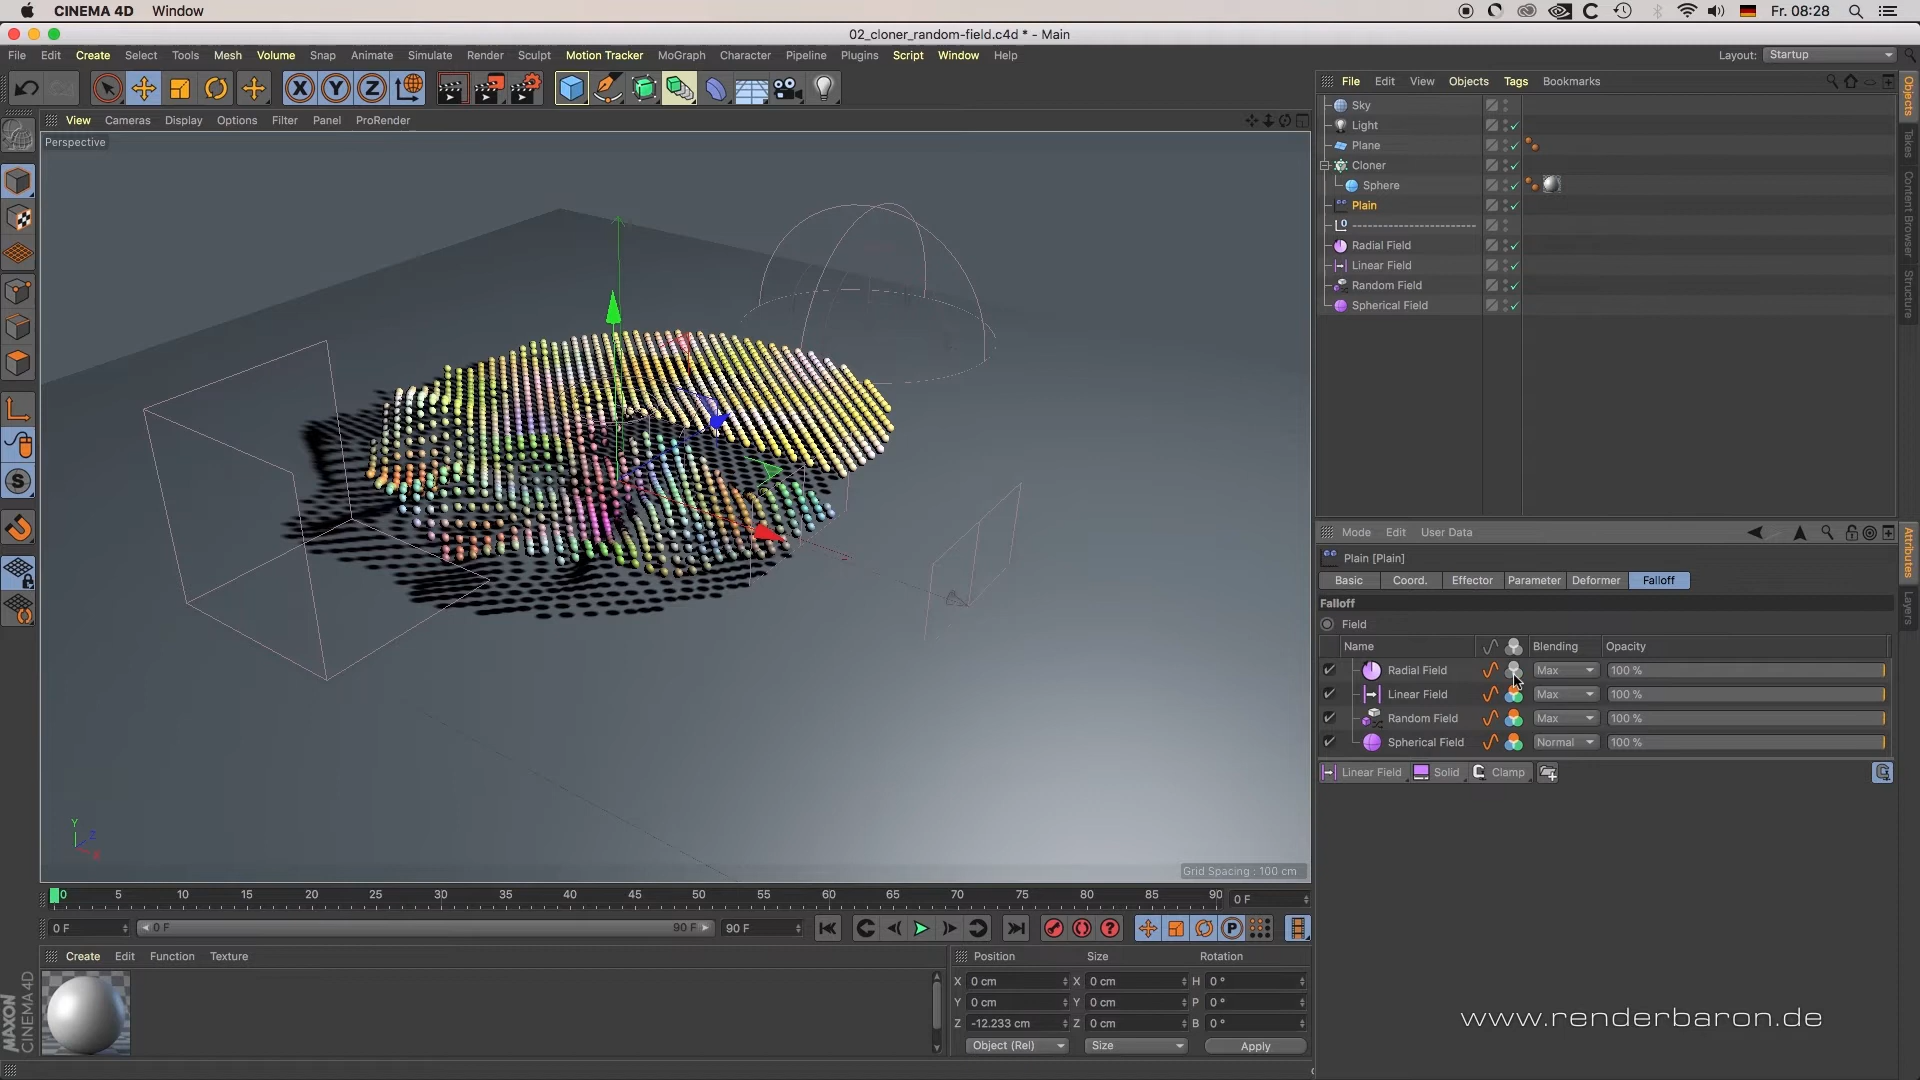 CINEMA 4D Window Fr. 08:28
02_cloner_random-field.c4d * - Main
File Edit Create Select Tools Mesh Volume Snap Animate Simulate Render Sculpt Motion Tracker MoGraph Character Pipeline Plugins Script Window Help Layout: Startup
File Edit View Objects Tags Bookmarks
View Cameras Display Options Filter Panel ProRender
Perspective
Sky
Light
Plane
Cloner
Sphere
Plain
Radial Field
Linear Field
Random Field
Spherical Field
Objects
Takes
Content Browser
Structure
Mode Edit User Data
Plain [Plain]
Basic Coord. Effector Parameter Deformer Falloff
Falloff
Field
Name Blending Opacity
Radial Field Max 100 %
Linear Field Max 100 %
Random Field Max 100 %
Spherical Field Normal 100 %
Linear Field Solid Clamp
Attributes
Layers
Y
Z
X
Grid Spacing : 100 cm
0 5 10 15 20 25 30 35 40 45 50 55 60 65 70 75 80 85 90 0 F
0 F 0 F 90 F 90 F
Create Edit Function Texture
Position Size Rotation
X 0 cm X 0 cm H 0 °
Y 0 cm Y 0 cm P 0 °
Z -12.233 cm Z 0 cm B 0 °
Object (Rel) Size Apply
MAXON
CINEMA 4D
www.renderbaron.de